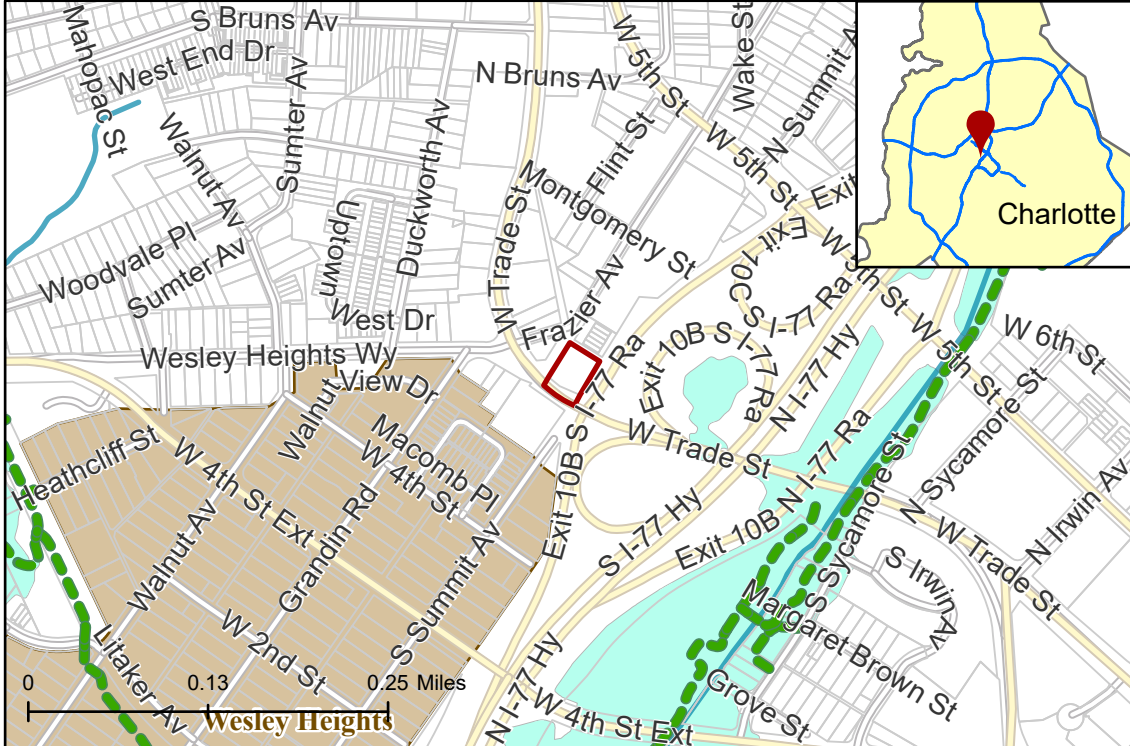 S Bruns Av
West End Dr
Mahopac St
Walnut Av
Sumter Av
Duckworth Av
N Bruns Av
W 5th St
Wake St
N Summit A
Flint St
W 5th St
Montgomery St
W Trade St
Frazier Av
Exit
Exit 10C S I-77 Ra
W 5th St
Charlotte
Woodvale Pl
Sumter Av
Uptown
West Dr
Wesley Heights Wy
View Dr
Walnut
Exit 10B S I-77 Ra
Exit 10B S I-77 Ra
N I-77 Hy
W 5th St
W 6th St
Heathcliff St
W 4th St Ext
Macomb Pl
W 4th St
Grandin Rd
Walnut Av
S Summit Av
W 2nd St
Litaker Av
W Trade St
S I-77 Hy
Exit 10B N I-77 Ra
N Sycamore St
S Sycamore St
N Irwin Av
W Trade St
S Irwin Av
Margaret Brown St
Grove St
N I-77 Hy
W 4th St Ext
0 0.13 0.25 Miles
Wesley Heights